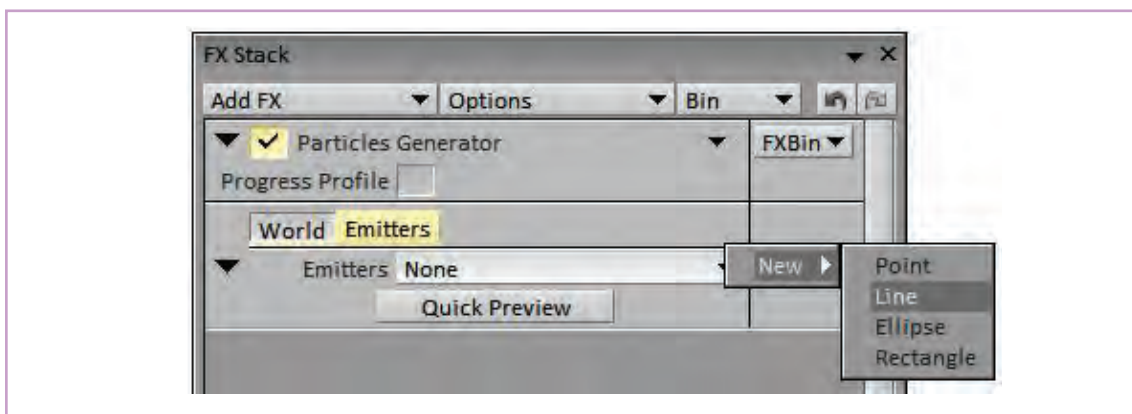 FX Stack
Add FX Options Bin
Particles Generator FXBin
Progress Profile
World Emitters
Emitters None New Point
Line
Quick Preview Ellipse
Rectangle